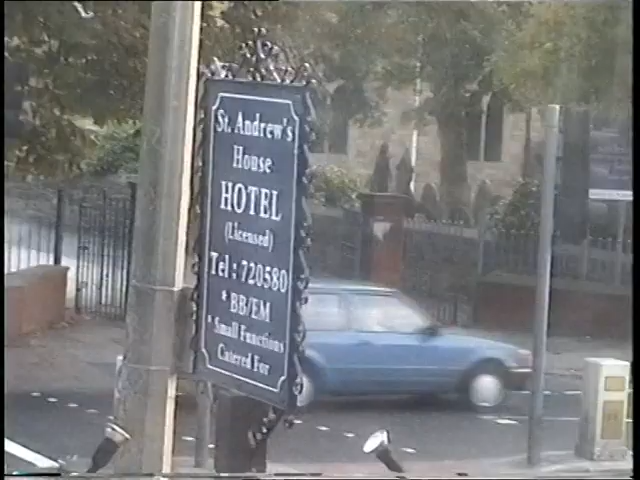 St. Andrew's
House
HOTEL
(Licensed)
Tel : 720580
* BB/EM
* Small Functions
Catered For